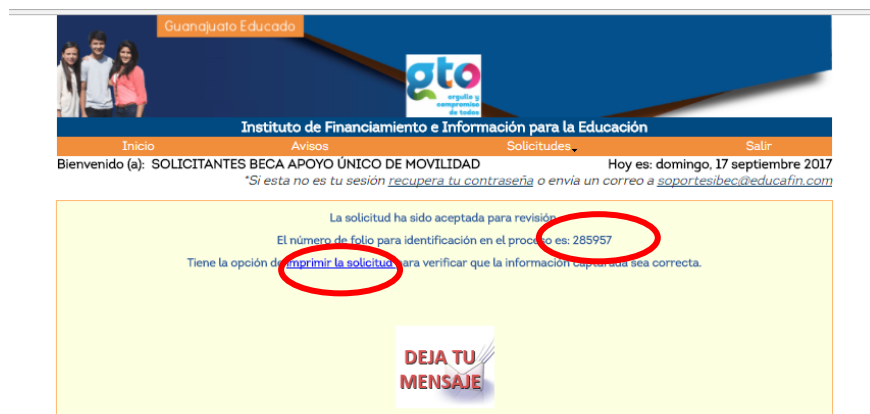 Guanajuato Educado
gto
orgullo y
compromiso
de todos
Instituto de Financiamiento e Información para la Educación
Inicio Avisos Solicitudes Salir
Bienvenido (a): SOLICITANTES BECA APOYO ÚNICO DE MOVILIDAD Hoy es: domingo, 17 septiembre 2017
*Si esta no es tu sesión recupera tu contraseña o envía un correo a soportesibec@educafin.com
La solicitud ha sido aceptada para revisión
El número de folio para identificación en el proceso es: 285957
Tiene la opción de imprimir la solicitud para verificar que la información capturada sea correcta.
DEJA TU
MENSAJE